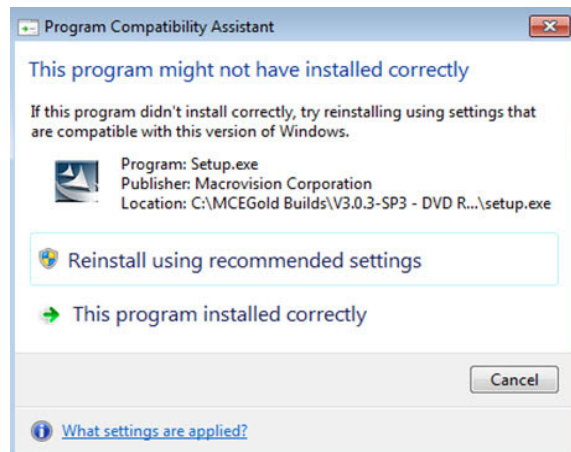 Program Compatibility Assistant
This program might not have installed correctly
If this program didn't install correctly, try reinstalling using settings that
are compatible with this version of Windows.
Program: Setup.exe
Publisher: Macrovision Corporation
Location: C:\MCEGold Builds\V3.0.3-SP3 - DVD R...\setup.exe
Reinstall using recommended settings
This program installed correctly
Cancel
What settings are applied?